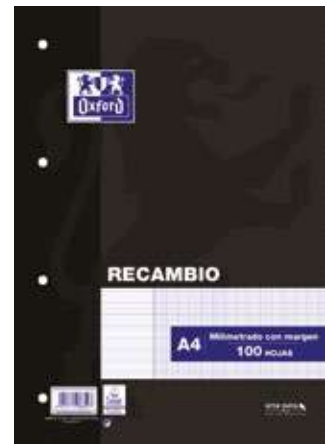 Oxford
RECAMBIO
A4
Milimetrado con margen
100 HOJAS